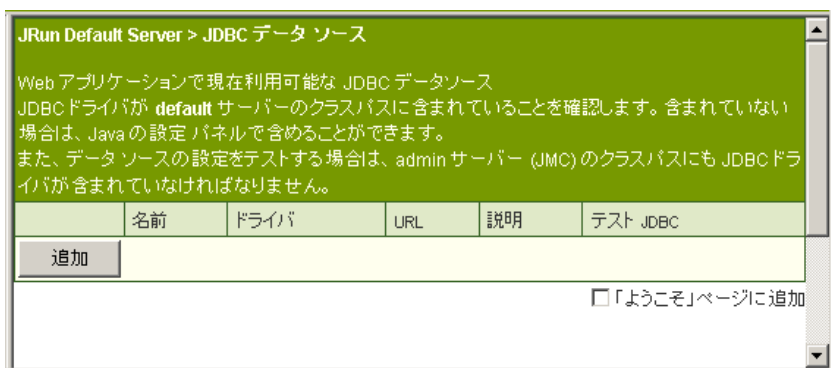 JRun Default Server > JDBC データ ソース
Web アプリケーションで現在利用可能な JDBC データソース
JDBC ドライバが default サーバーのクラスパスに含まれていることを確認します。含まれていない
場合は、Java の設定 パネルで含めることができます。
また、データ ソースの設定をテストする場合は、admin サーバー (JMC) のクラスパスにも JDBC ドラ
イバが含まれていなければなりません。
名前 ドライバ URL 説明 テスト JDBC
追加
「ようこそ」ページに追加